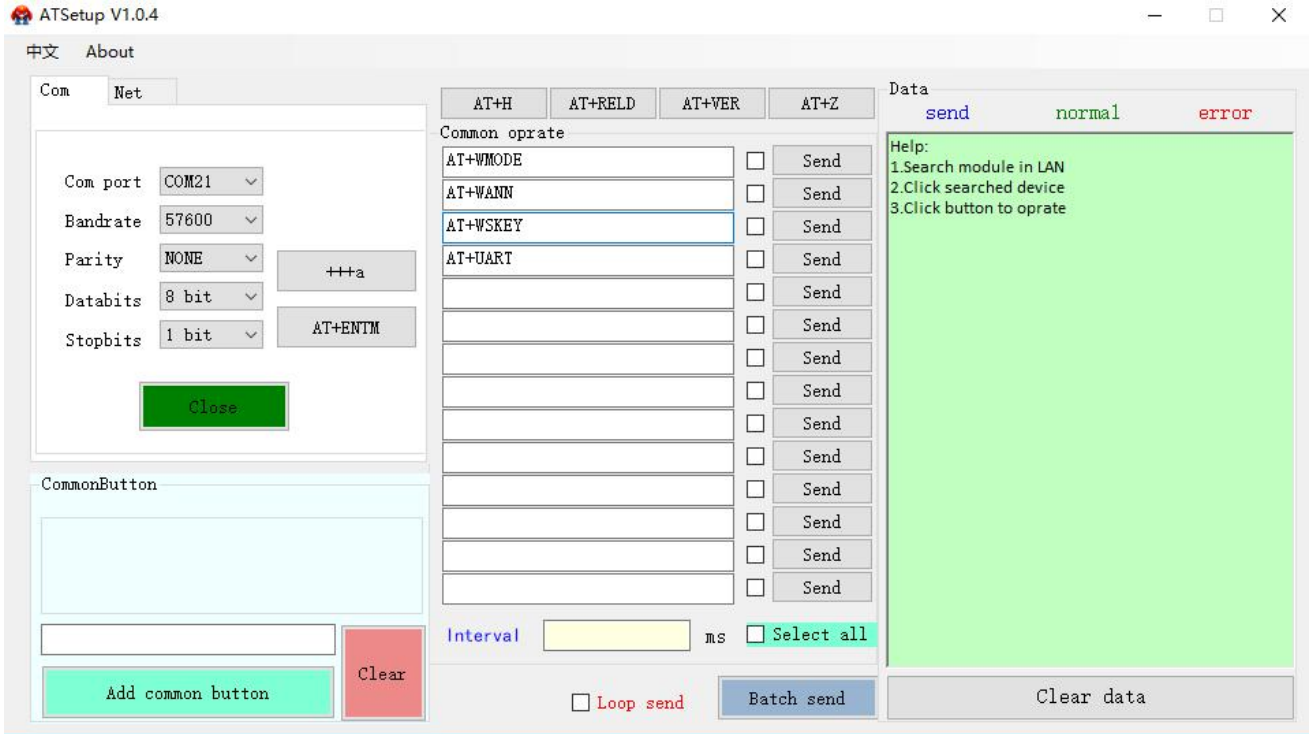 ATSetup V1.0.4
中文 About
Com Net
Com port COM21
Bandrate 57600
Parity NONE
Databits 8 bit
Stopbits 1 bit
+++a
AT+ENTM
Close
CommonButton
Add common button
Clear
AT+H AT+RELD AT+VER AT+Z
Common oprate
AT+WMODE Send
AT+WANN Send
AT+WSKEY Send
AT+UART Send
Send
Send
Send
Send
Send
Send
Send
Send
Send
Send
Interval ms Select all
Loop send Batch send
Data
send normal error
Help:
1.Search module in LAN
2.Click searched device
3.Click button to oprate
Clear data